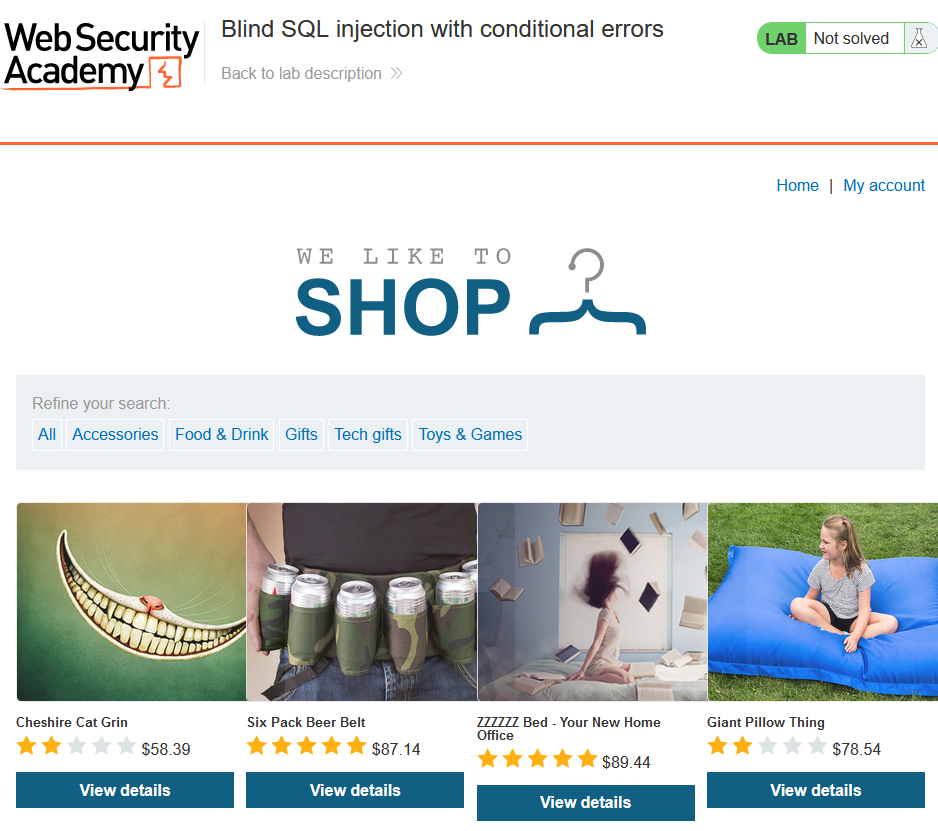 Web Security
Academy
Blind SQL injection with conditional errors
Back to lab description
LAB Not solved
Home | My account
WE LIKE TO
SHOP
Refine your search:
All Accessories Food & Drink Gifts Tech gifts Toys & Games
Cheshire Cat Grin
$58.39
View details
Six Pack Beer Belt
$87.14
View details
ZZZZZZ Bed - Your New Home
Office
$89.44
View details
Giant Pillow Thing
$78.54
View details